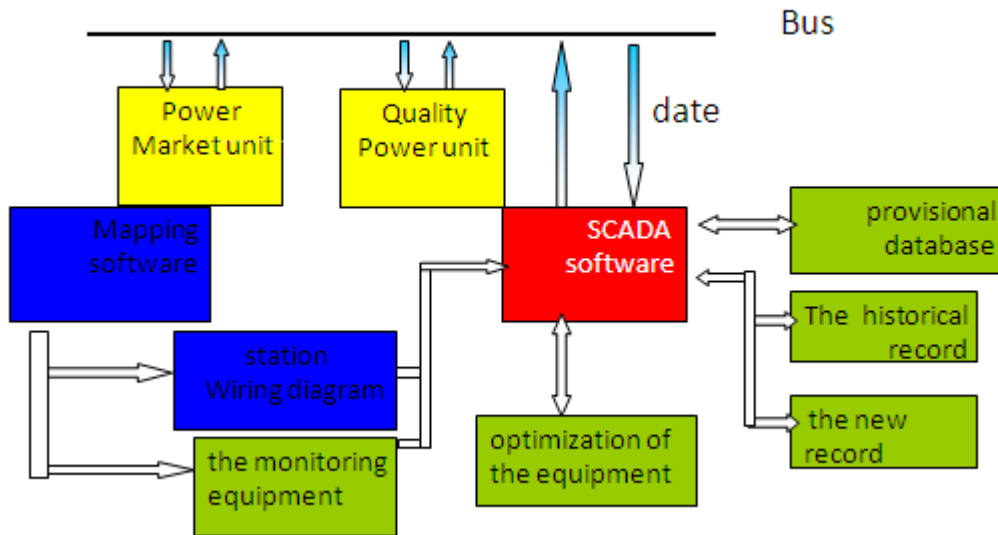 Bus
Power
Market unit
Quality
Power unit
date
Mapping
software
SCADA
software
provisional
database
The historical
record
station
Wiring diagram
the monitoring
equipment
optimization of
the equipment
the new
record